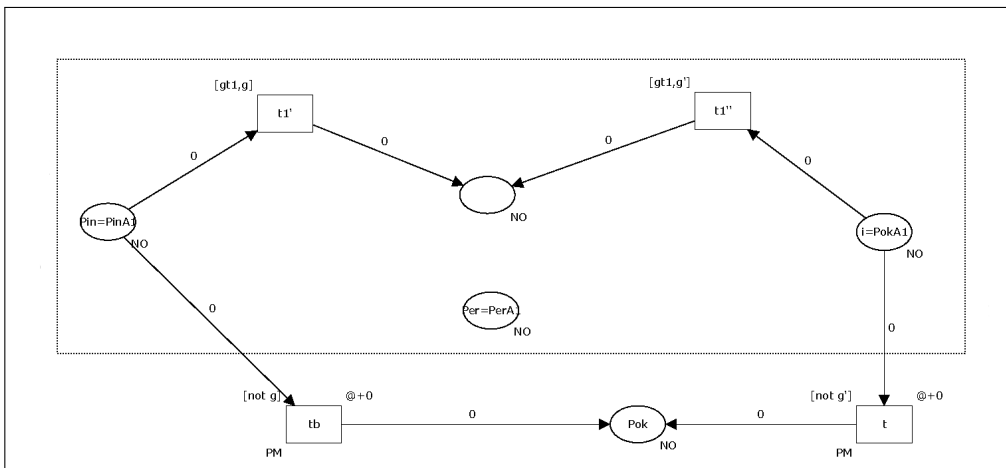 [gt1,g]
[gt1,g']
t1'
t1''
0
0
0
0
NO
Pin=PinA1
NO
i=PokA1
NO
0
Per=PerA1
NO
0
[not g]
@+0
[not g']
@+0
tb
0
Pok
0
t
PM
NO
PM